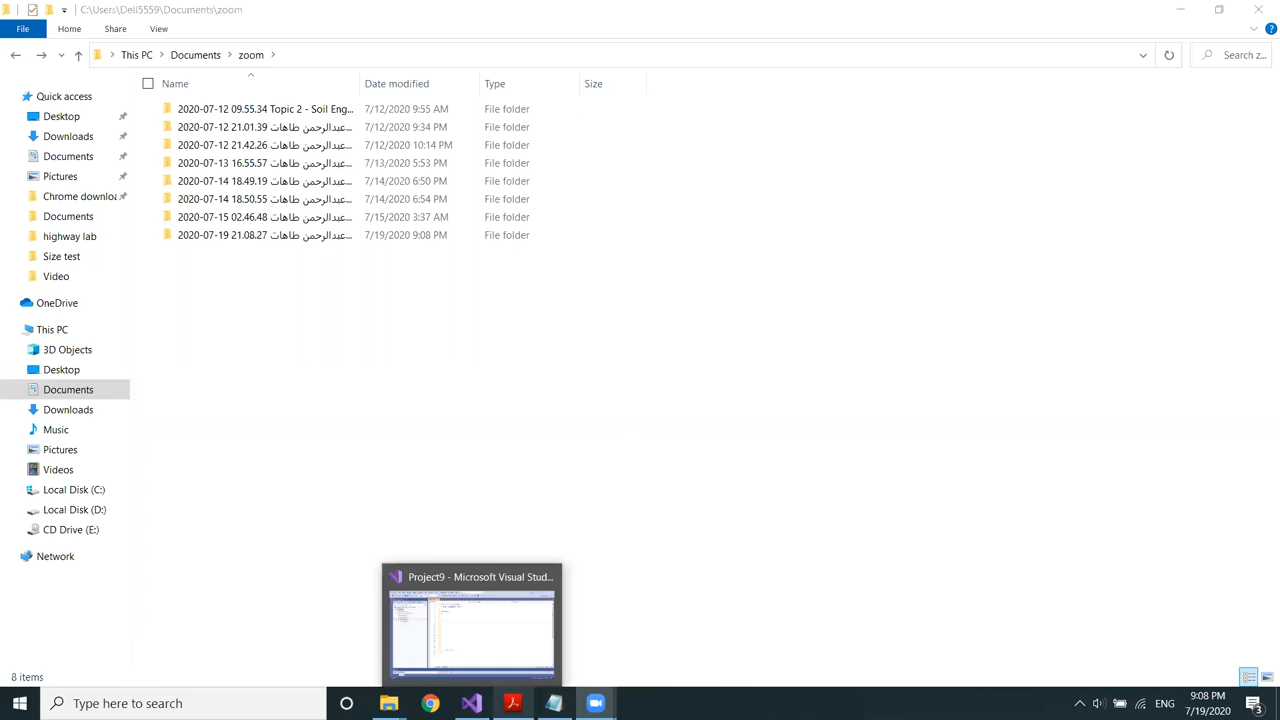 C:\Users\Dell5559\Documents\zoom
File Home Share View
This PC Documents zoom Search z...
Name Date modified Type Size
Quick access
Desktop
Downloads
Documents
Pictures
Chrome downloa
Documents
highway lab
Size test
Video
OneDrive
This PC
3D Objects
Desktop
Documents
Downloads
Music
Pictures
Videos
Local Disk (C:)
Local Disk (D:)
CD Drive (E:)
Network
2020-07-12 09.55.34 Topic 2 - Soil Eng... 7/12/2020 9:55 AM File folder
2020-07-12 21.01.39 عبدالرحمن طاهات... 7/12/2020 9:34 PM File folder
2020-07-12 21.42.26 عبدالرحمن طاهات... 7/12/2020 10:14 PM File folder
2020-07-13 16.55.57 عبدالرحمن طاهات... 7/13/2020 5:53 PM File folder
2020-07-14 18.49.19 عبدالرحمن طاهات... 7/14/2020 6:50 PM File folder
2020-07-14 18.50.55 عبدالرحمن طاهات... 7/14/2020 6:54 PM File folder
2020-07-15 02.46.48 عبدالرحمن طاهات... 7/15/2020 3:37 AM File folder
2020-07-19 21.08.27 عبدالرحمن طاهات... 7/19/2020 9:08 PM File folder
Project9 - Microsoft Visual Stud...
8 items
Type here to search
ENG
9:08 PM
7/19/2020
3